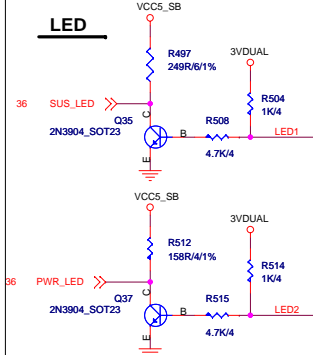 LED
VCC5_SB
R497
249R/6/1%
3VDUAL
36 SUS_LED
C
Q35
2N3904_SOT23
B
E
R508
4.7K/4
R504
1K/4
LED1
VCC5_SB
R512
158R/4/1%
3VDUAL
36 PWR_LED
C
Q37
2N3904_SOT23
B
E
R515
4.7K/4
R514
1K/4
LED2